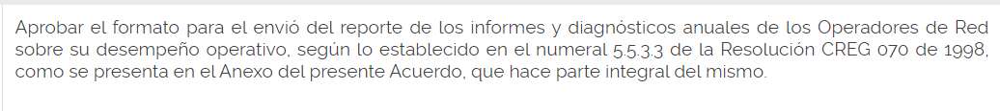 Aprobar el formato para el envió del reporte de los informes y diagnósticos anuales de los Operadores de Red
sobre su desempeño operativo, según lo establecido en el numeral 5.5.3.3 de la Resolución CREG 070 de 1998,
como se presenta en el Anexo del presente Acuerdo, que hace parte integral del mismo.